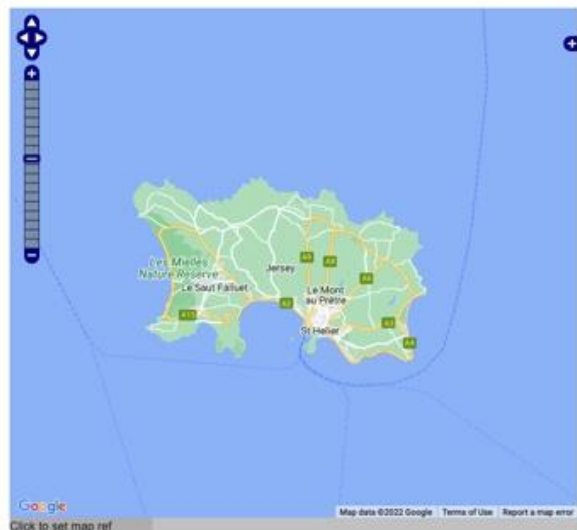 Les Mielles
Nature Reserve
Jersey
Le Saut Falluet
Le Mont
au Prêtre
St Helier
A9
A8
A6
A2
A3
A4
Google
Map data ©2022 Google
Terms of Use
Report a map error
Click to set map ref